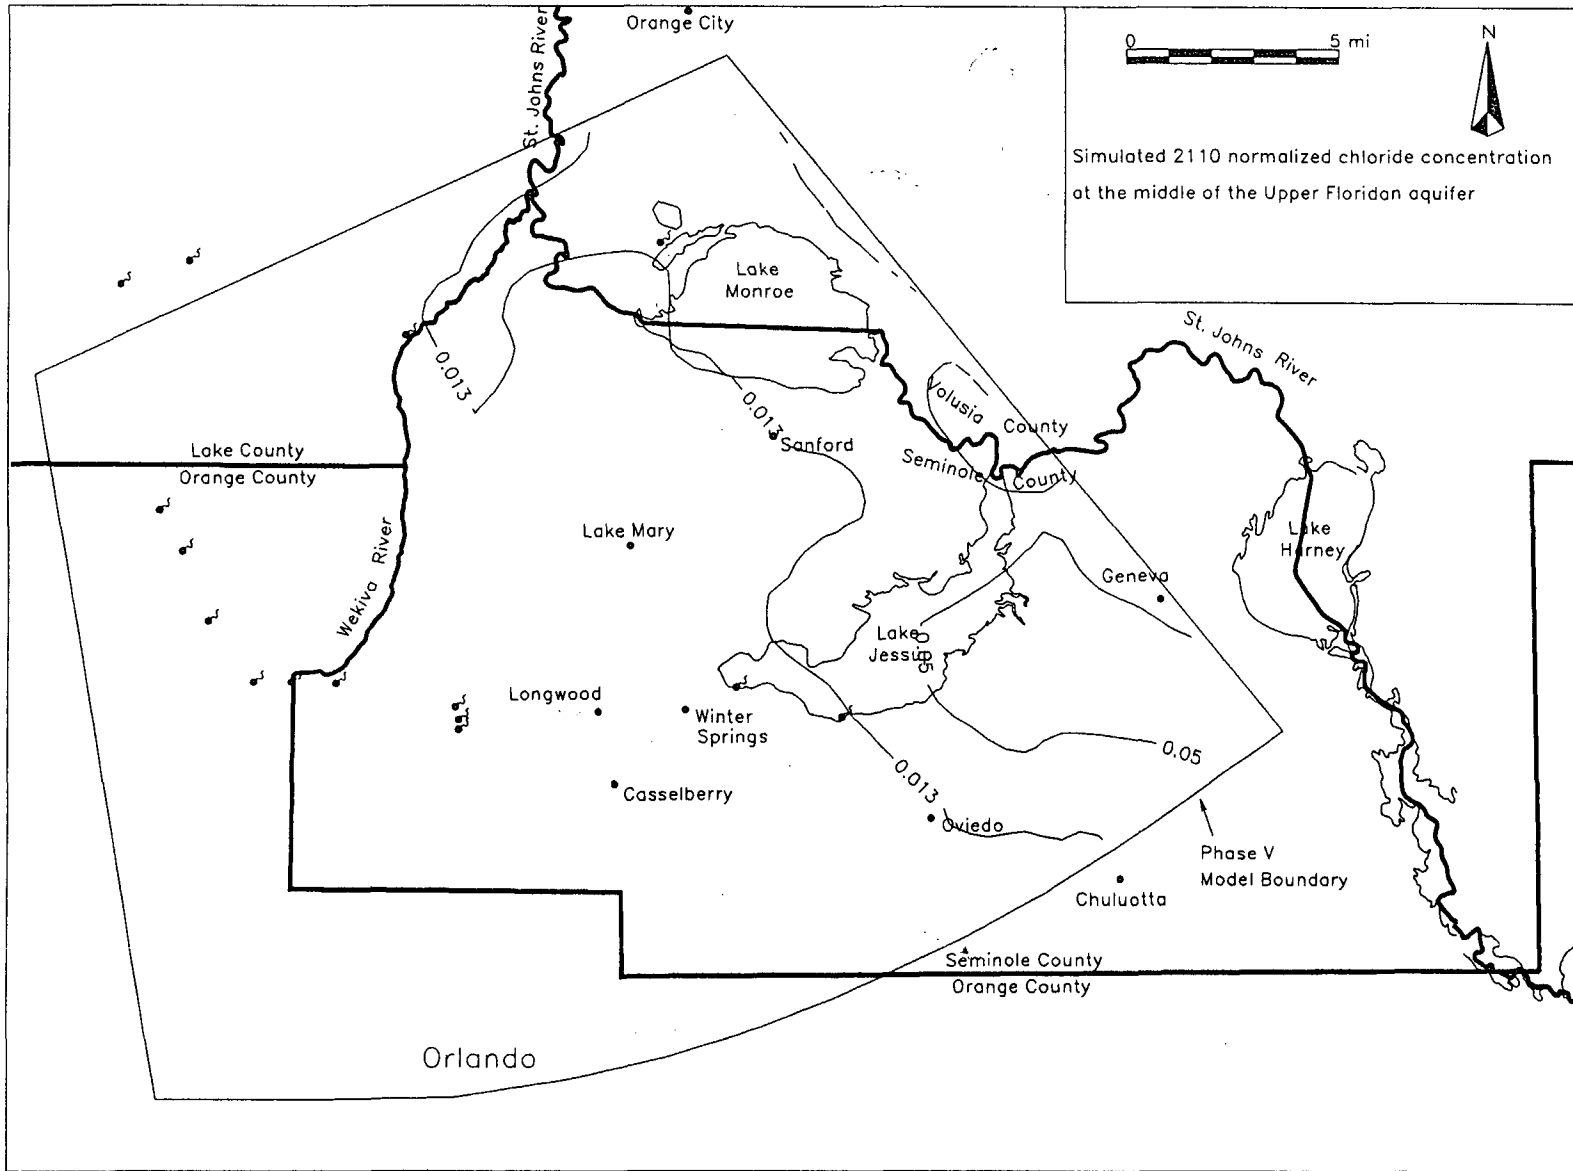 Orange City
St. Johns River
0 5 mi
N
Simulated 2110 normalized chloride concentration
at the middle of the Upper Floridan aquifer
Lake
Monroe
St. Johns River
0.013
0.013
Volusia County
Sanford
Seminole County
Lake County
Orange County
Lake Mary
Lake
Harney
Geneva
Wekiva River
Lake
Jessup
0.05
Longwood
Winter
Springs
0.05
0.013
Casselberry
Oviedo
Phase V
Model Boundary
Chuluotta
Seminole County
Orange County
Orlando